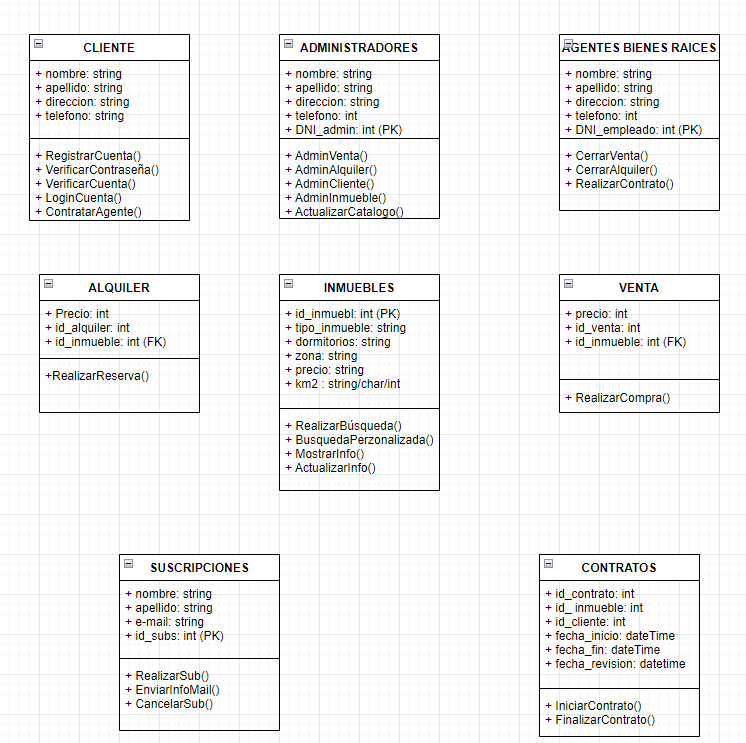 CLIENTE
+ nombre: string
+ apellido: string
+ direccion: string
+ telefono: string
+ RegistrarCuenta()
+ VerificarContraseña()
+ VerificarCuenta()
+ LoginCuenta()
+ ContratarAgente()
ADMINISTRADORES
+ nombre: string
+ apellido: string
+ direccion: string
+ telefono: int
+ DNI_admin: int (PK)
+ AdminVenta()
+ AdminAlquiler()
+ AdminCliente()
+ AdminInmueble()
+ ActualizarCatalogo()
AGENTES BIENES RAICES
+ nombre: string
+ apellido: string
+ direccion: string
+ telefono: int
+ DNI_empleado: int (PK)
+ CerrarVenta()
+ CerrarAlquiler()
+ RealizarContrato()
ALQUILER
+ Precio: int
+ id_alquiler: int
+ id_inmueble: int (FK)
+RealizarReserva()
INMUEBLES
+ id_inmuebl: int (PK)
+ tipo_inmueble: string
+ dormitorios: string
+ zona: string
+ precio: string
+ km2 : string/char/int
+ RealizarBúsqueda()
+ BusquedaPerzonalizada()
+ MostrarInfo()
+ ActualizarInfo()
VENTA
+ precio: int
+ id_venta: int
+ id_inmueble: int (FK)
+ RealizarCompra()
SUSCRIPCIONES
+ nombre: string
+ apellido: string
+ e-mail: string
+ id_subs: int (PK)
+ RealizarSub()
+ EnviarInfoMail()
+ CancelarSub()
CONTRATOS
+ id_contrato: int
+ id_ inmueble: int
+ id_cliente: int
+ fecha_inicio: dateTime
+ fecha_fin: dateTime
+ fecha_revision: datetime
+ IniciarContrato()
+ FinalizarContrato()